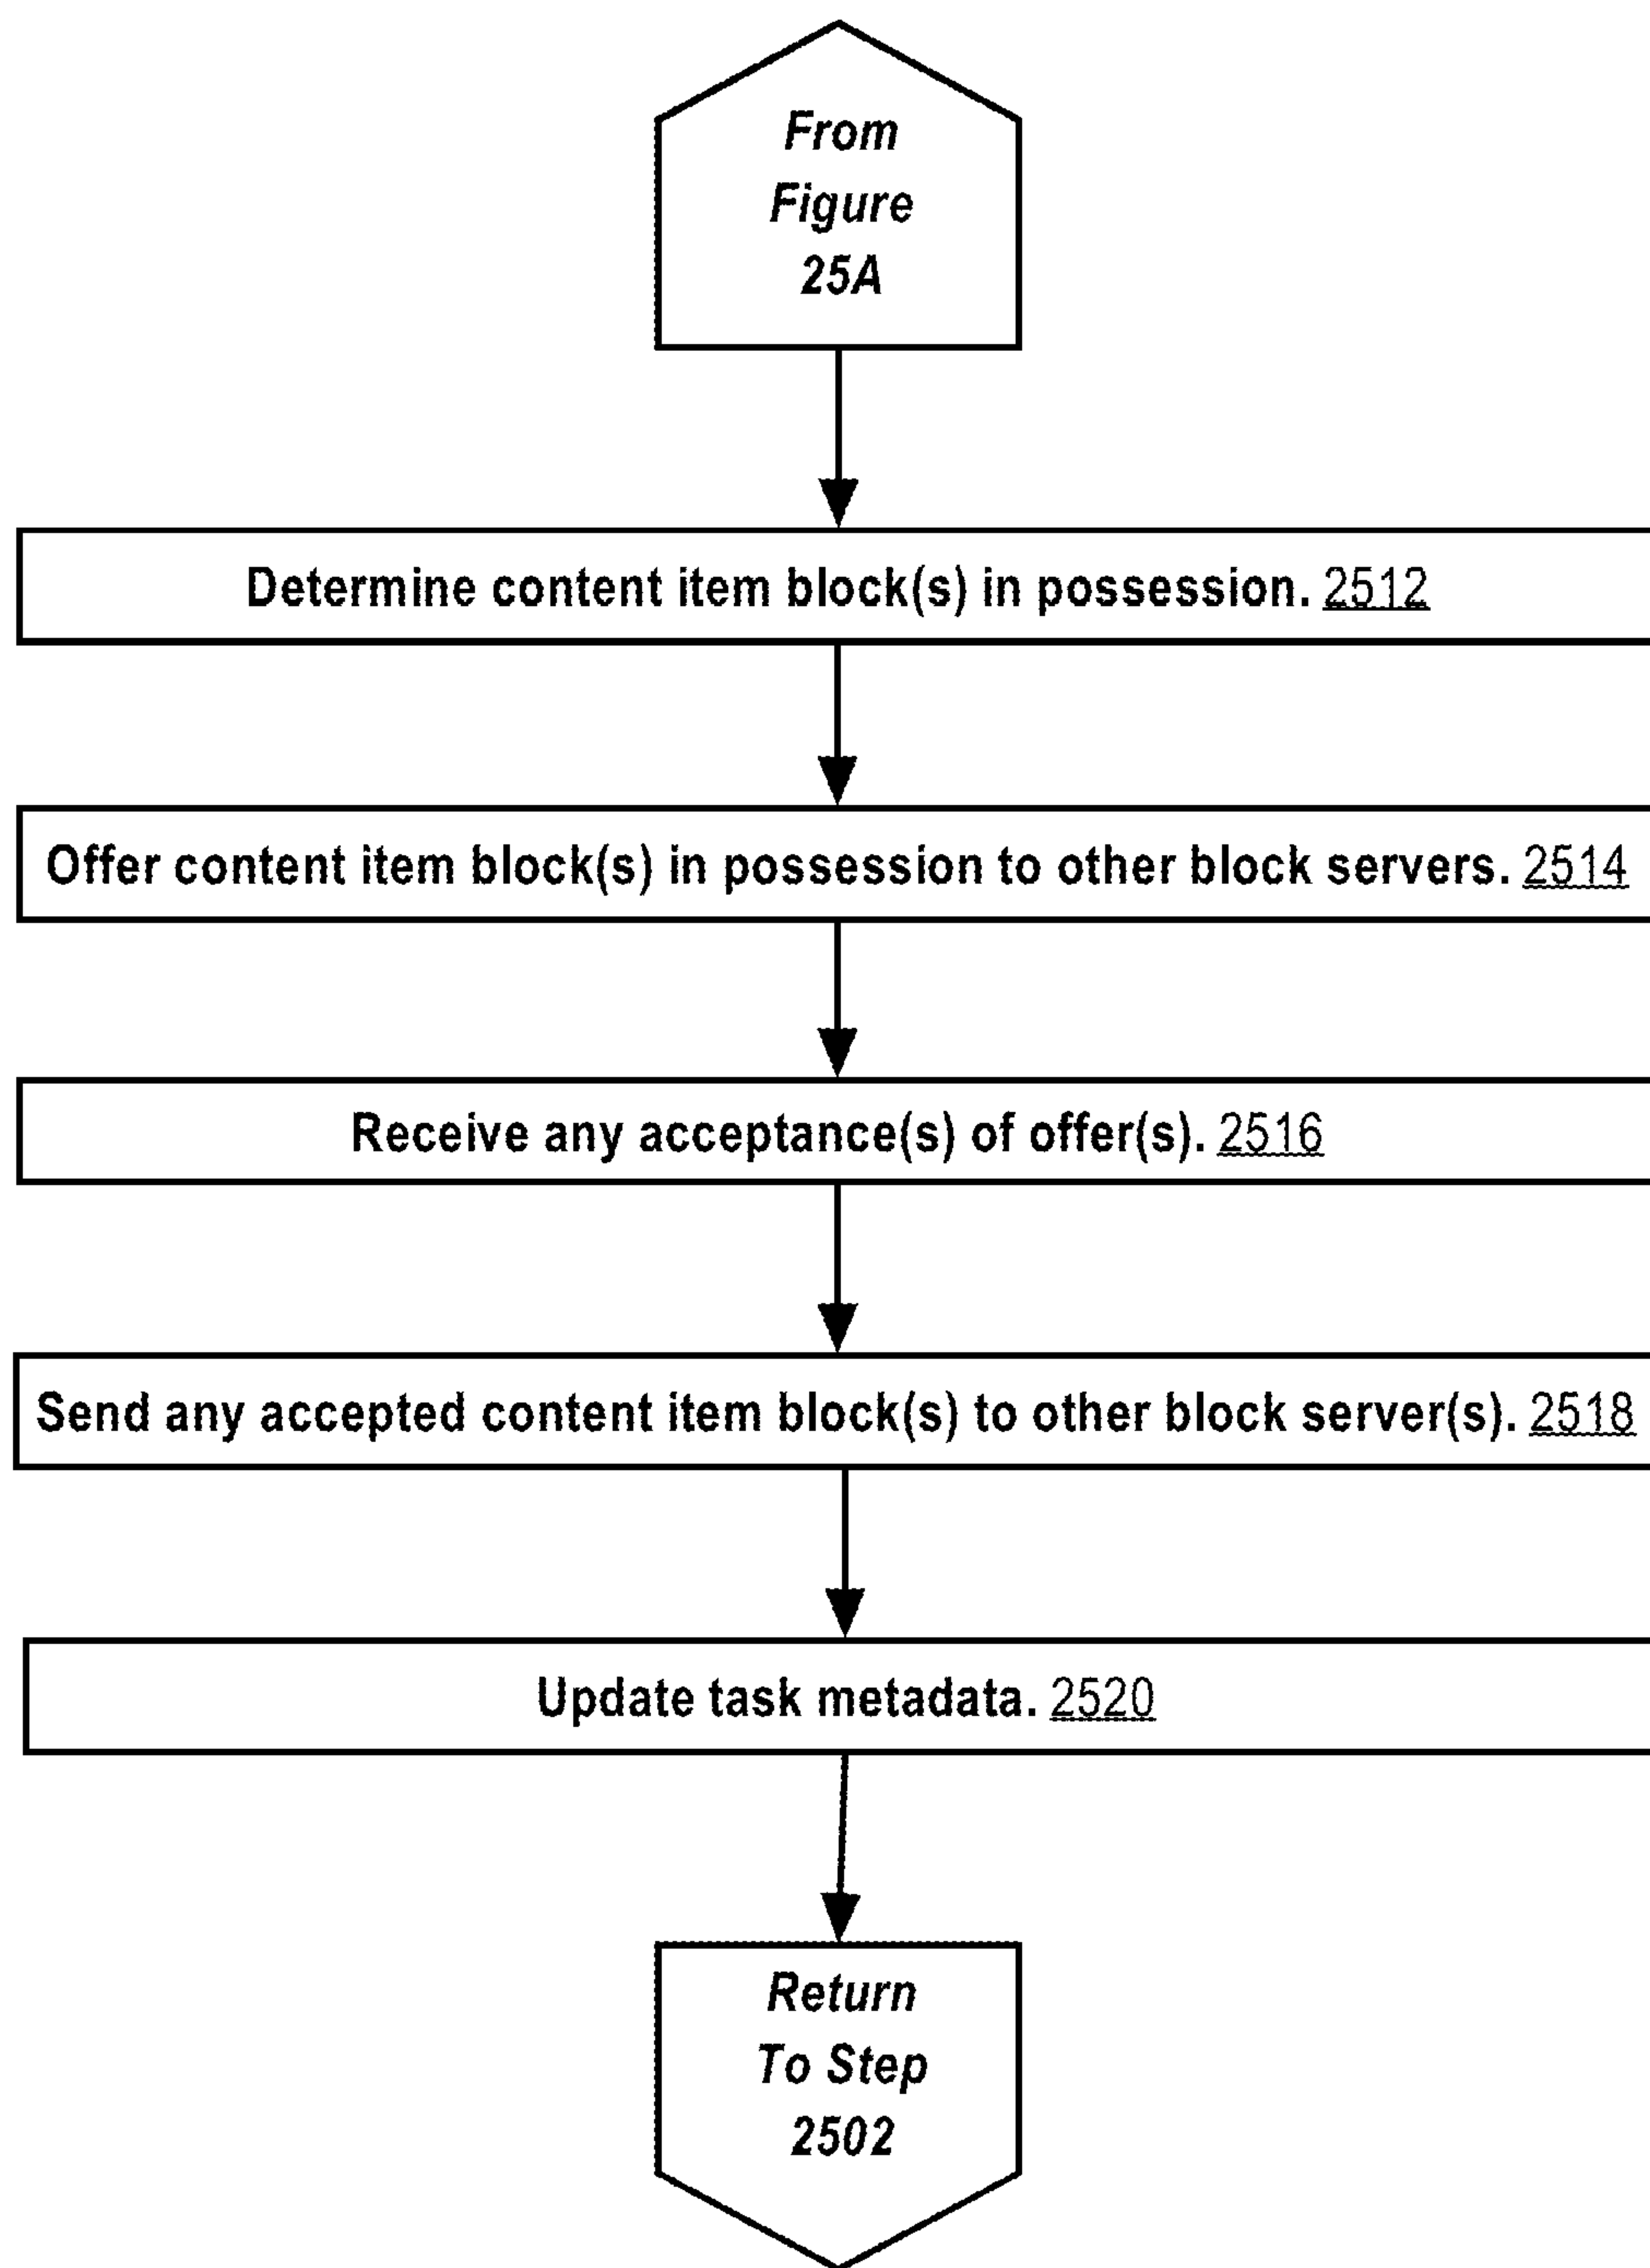 From
Figure
25A
Determine content item block(s) in possession. 2512
Offer content item block(s) in possession to other block servers. 2514
Receive any acceptance(s) of offer(s). 2516
Send any accepted content item block(s) to other block server(s). 2518
Update task metadata. 2520
Return
To Step
2502